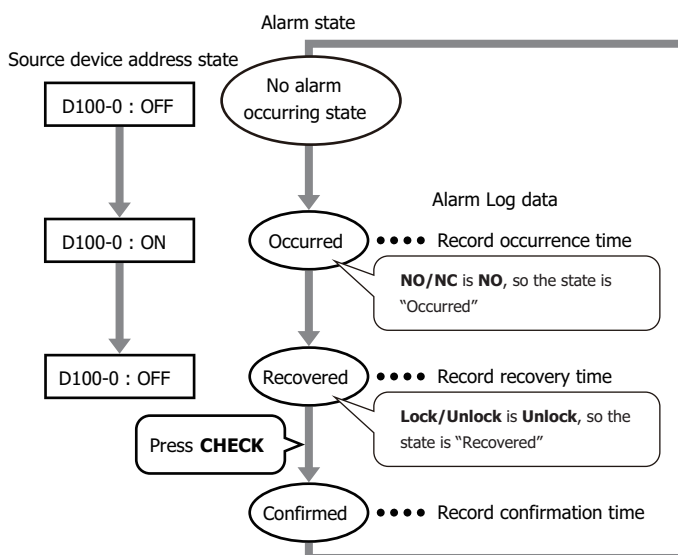 Alarm state
Source device address state
No alarm
occurring state
D100-0 : OFF
Alarm Log data
D100-0 : ON
Occurred
•••• Record occurrence time
NO/NC is NO, so the state is
“Occurred”
D100-0 : OFF
Recovered
•••• Record recovery time
Lock/Unlock is Unlock, so the
state is “Recovered”
Press CHECK
Confirmed
•••• Record confirmation time